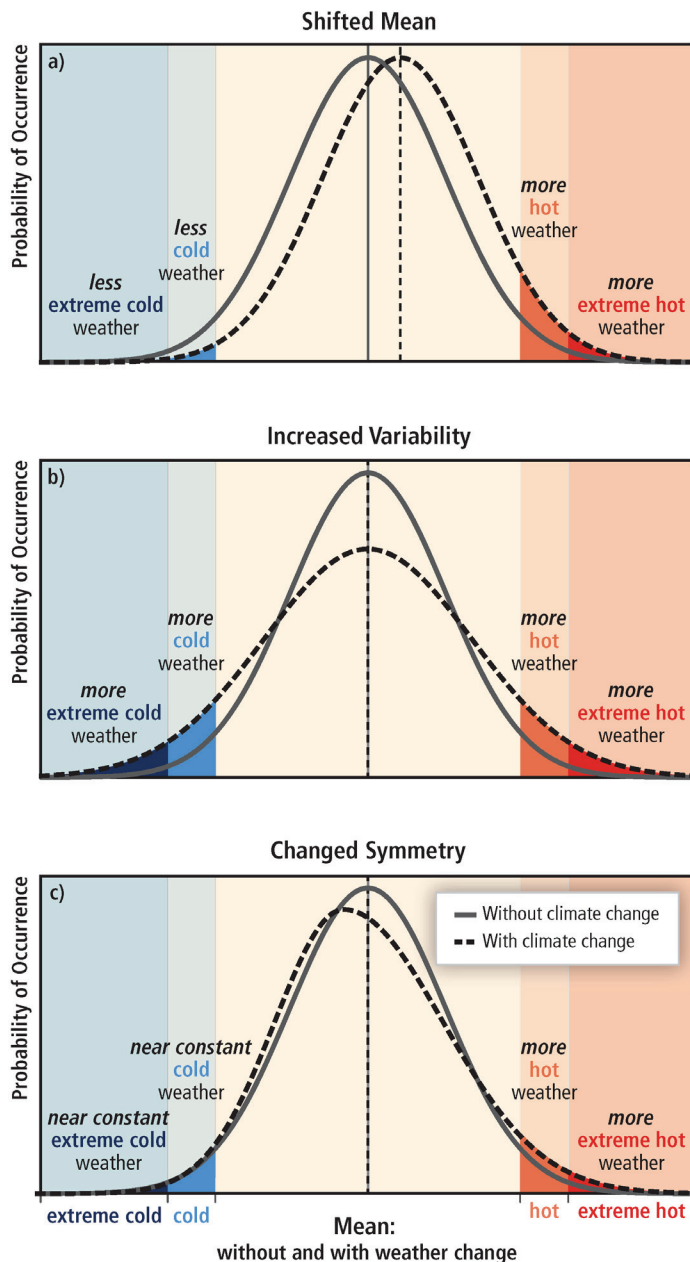 Shifted Mean
a)
Probability of Occurrence
less
extreme cold
weather
less
cold
weather
more
hot
weather
more
extreme hot
weather
Increased Variability
b)
Probability of Occurrence
more
extreme cold
weather
more
cold
weather
more
hot
weather
more
extreme hot
weather
Changed Symmetry
c)
Probability of Occurrence
Without climate change
With climate change
near constant
extreme cold
weather
near constant
cold
weather
more
hot
weather
more
extreme hot
weather
extreme cold
cold
hot
extreme hot
Mean:
without and with weather change